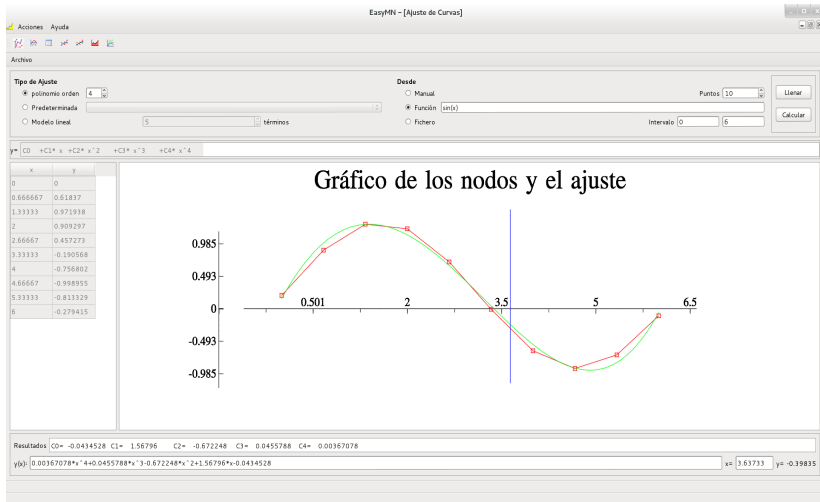 EasyMN - [Ajuste de Curvas]
Acciones Ayuda
Archivo
Tipo de Ajuste
polinomio orden 4
Predeterminada
Modelo lineal 5 términos
Desde
Manual Puntos 10
Función sin(x)
Fichero Intervalo 0 6
Llenar
Calcular
y= C0 +C1* x +C2* x^2 +C3* x^3 +C4* x^4
x y
0 0
0.666667 0.61837
1.33333 0.971938
2 0.909297
2.66667 0.457273
3.33333 -0.190568
4 -0.756802
4.66667 -0.998955
5.33333 -0.813329
6 -0.279415
Gráfico de los nodos y el ajuste
0.985
0.493
0
-0.493
-0.985
0.501 2 3.5 5 6.5
Resultados C0= -0.0434528 C1= 1.56796 C2= -0.672248 C3= 0.0455788 C4= 0.00367078
y(x): 0.00367078*x^4+0.0455788*x^3-0.672248*x^2+1.56796*x-0.0434528 x= 3.63733 y= -0.39835